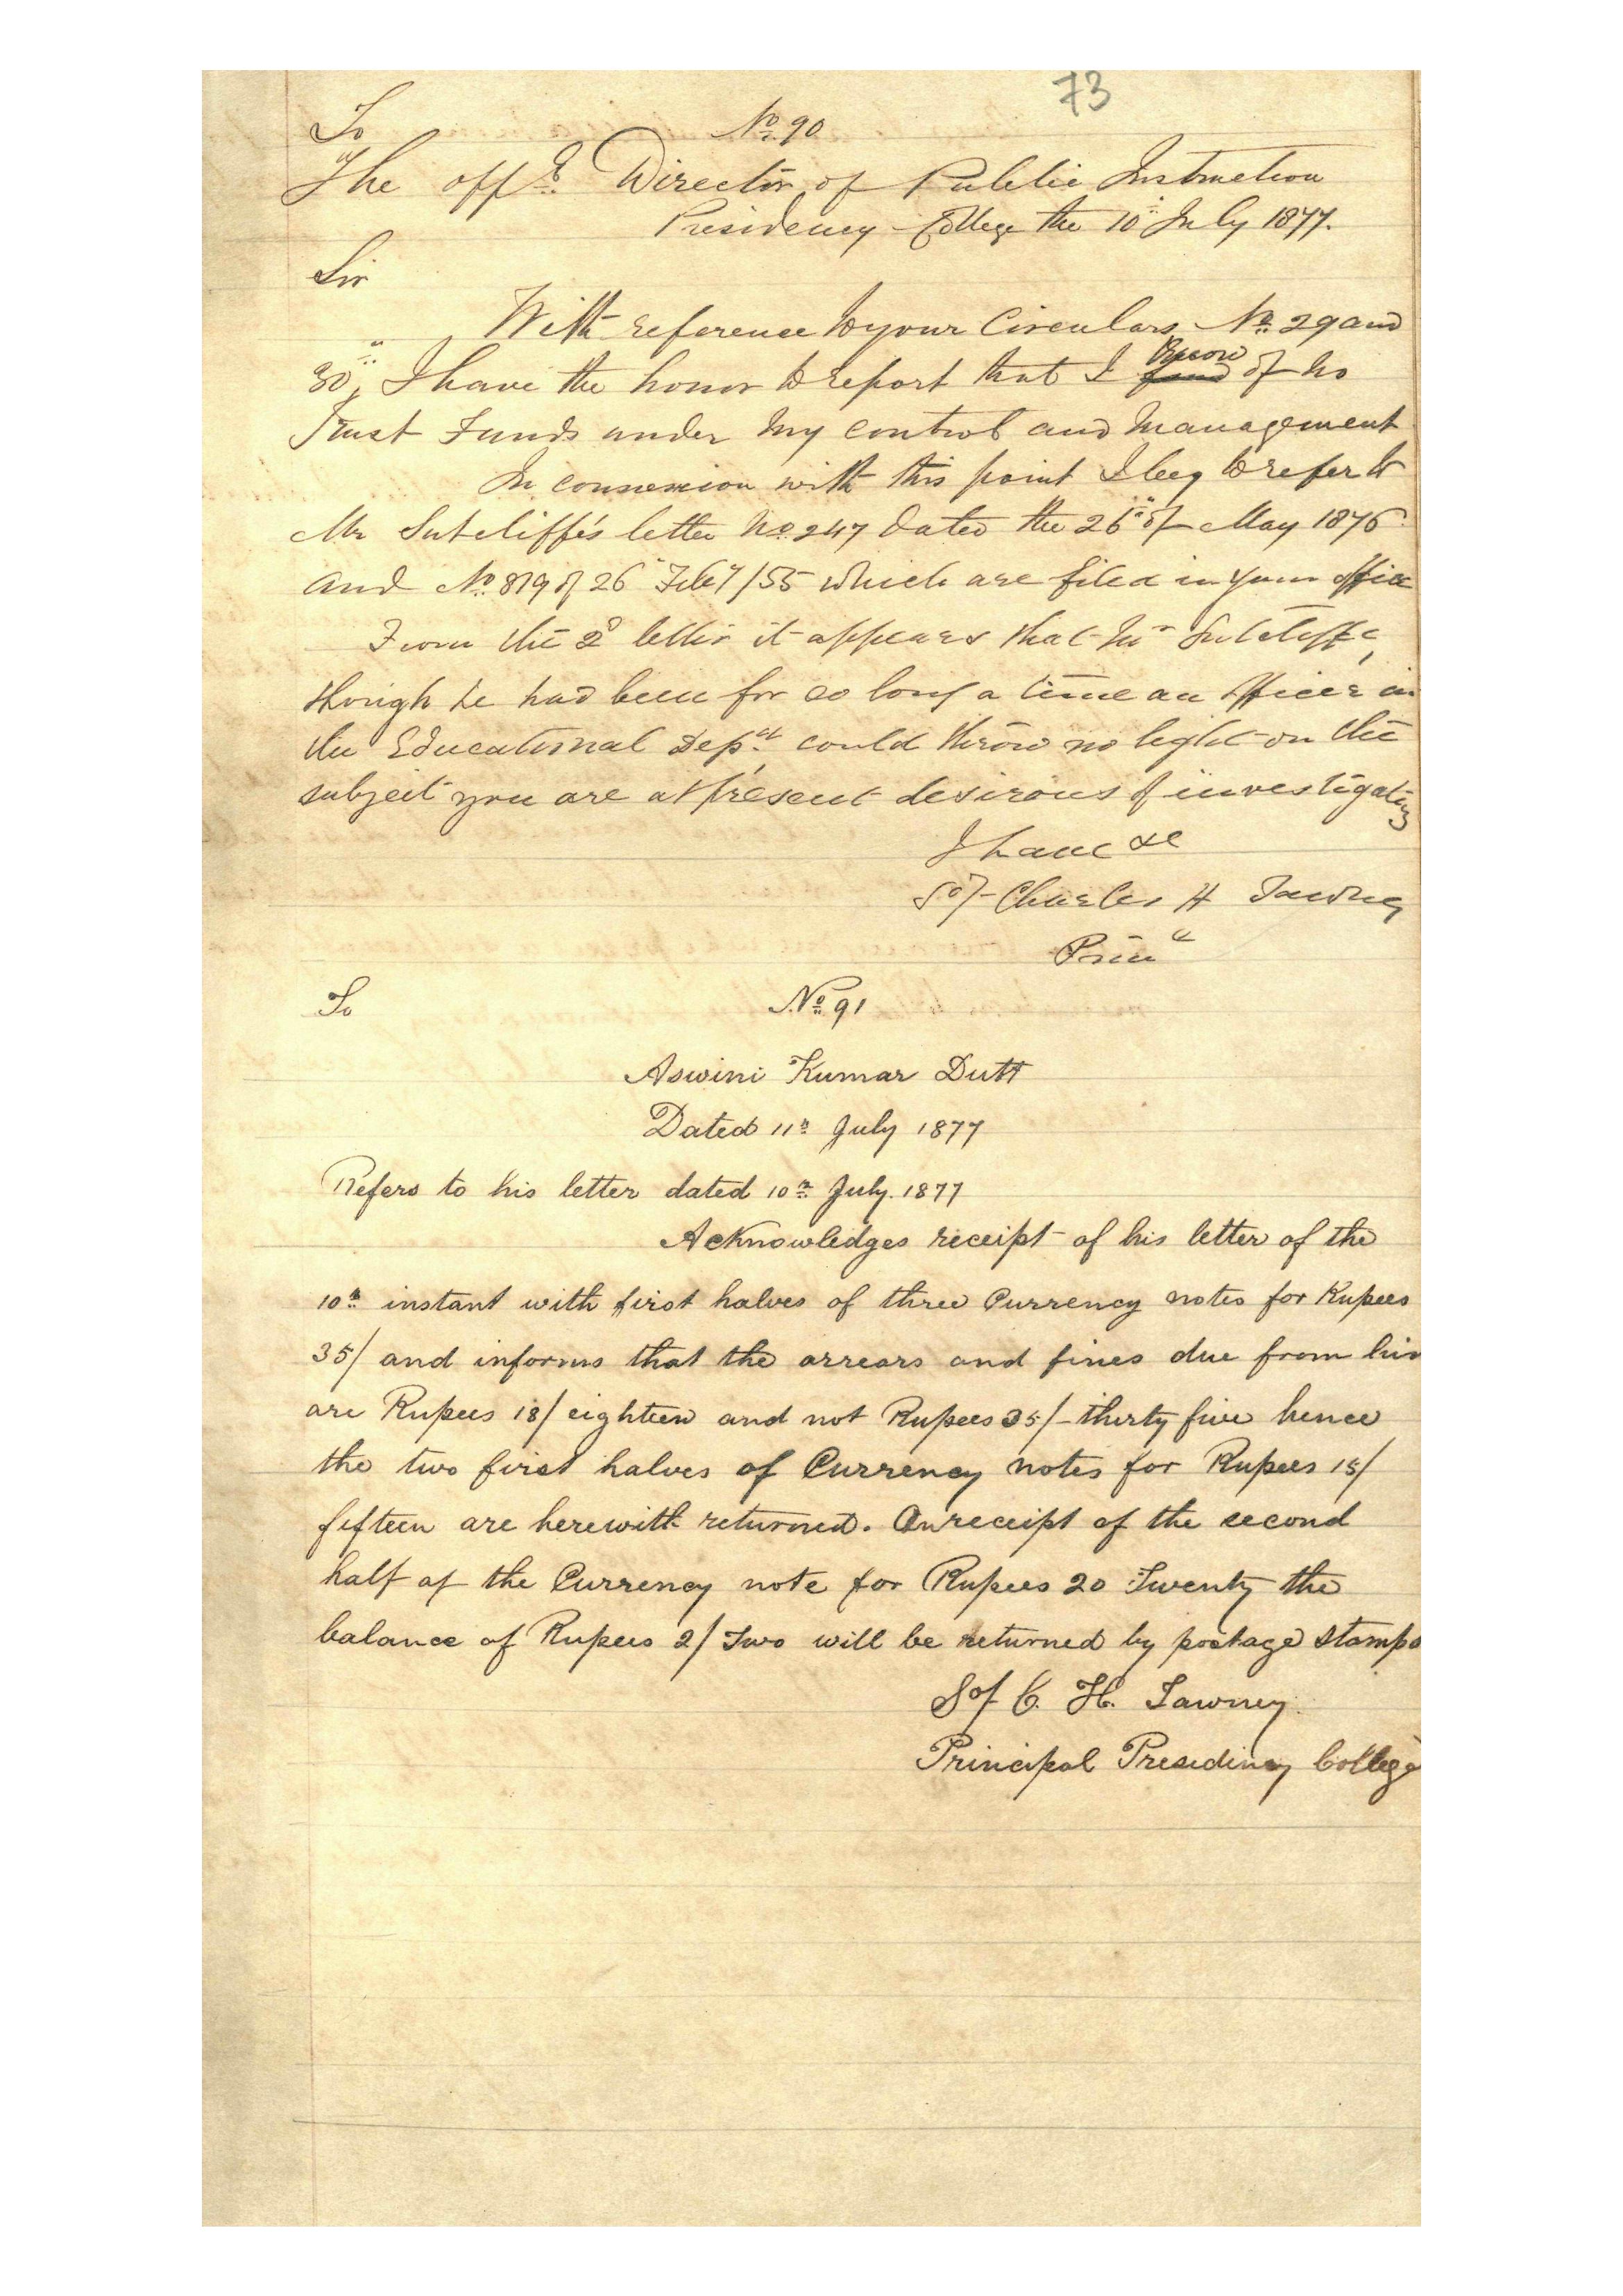 73
To
No. 90
The offg. Director of Public Instruction
Presidency College the 10th July 1877.
Sir
With reference to your Circulars No. 29 and
30, I have the honor to report that I know of no
Trust Funds under my control and management
In connexion with this point I beg to refer to
Mr Sutcliffe's letter No. 247 dated the 26th of May 1876
and No. 819 of 26 Feby/55 which are filed in your office
From the 2d letter it appears that Mr Sutcliffe,
though he had been for so long a time an officer in
the Educational Dept. could throw no light on the
subject you are at present desirous of investigating
I have &c
Sd/- Charles H Tawney
Prinl
To
No. 91
Aswini Kumar Dutt
Dated 11th July 1877
Refers to his letter dated 10th July. 1877
Acknowledges receipt of his letter of the
10th instant with first halves of three Currency notes for Rupees
35/ and informs that the arrears and fines due from him
are Rupees 18/ eighteen and not Rupees 35/- thirty five hence
the two first halves of Currency notes for Rupees 15/
fifteen are herewith returned. On receipt of the second
half of the Currency note for Rupees 20 Twenty the
balance of Rupees 2/ Two will be returned by postage stamps
Sd/ C. H. Tawney
Principal Presidency College